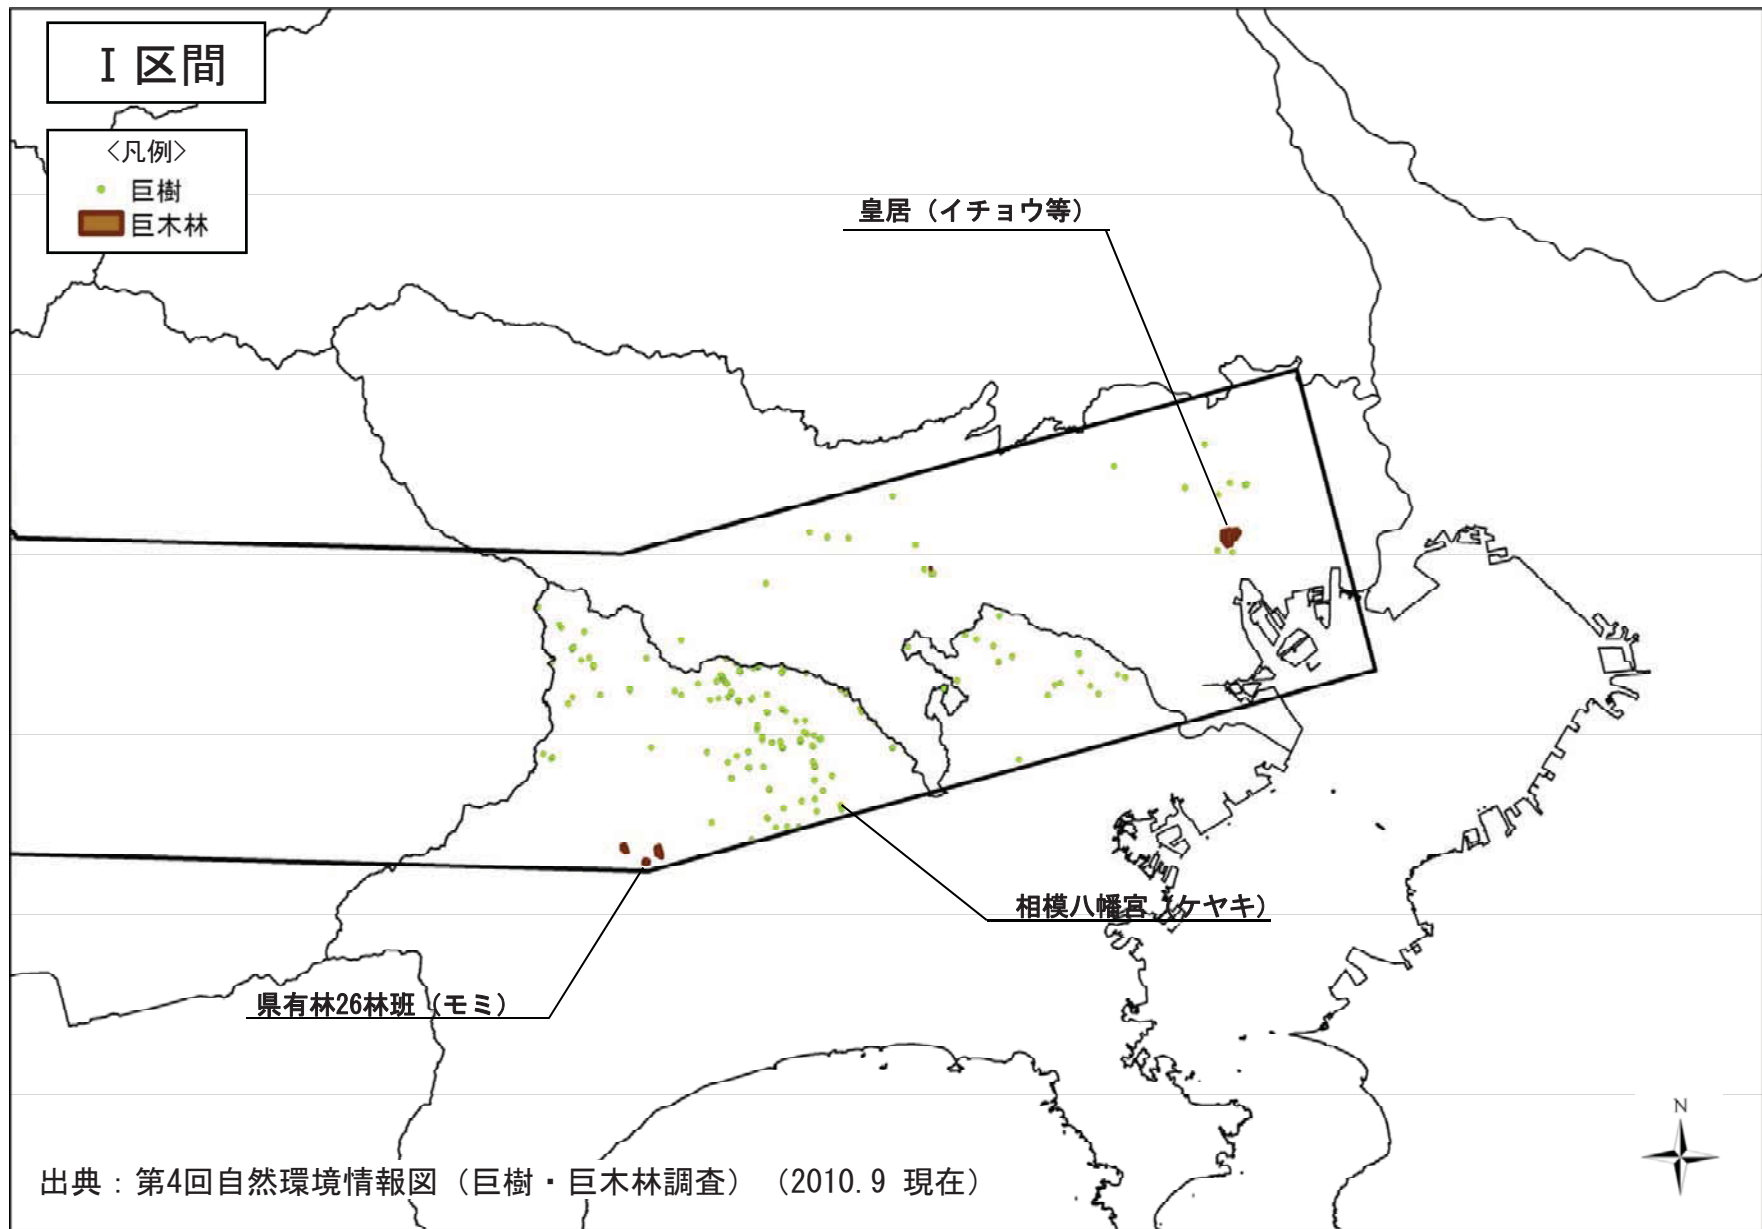 Ⅰ区間
<凡例>
巨樹
巨木林
皇居（イチョウ等）
相模八幡宮（ケヤキ）
県有林26林班（モミ）
N
出典：第4回自然環境情報図（巨樹・巨木林調査）（2010.9 現在）